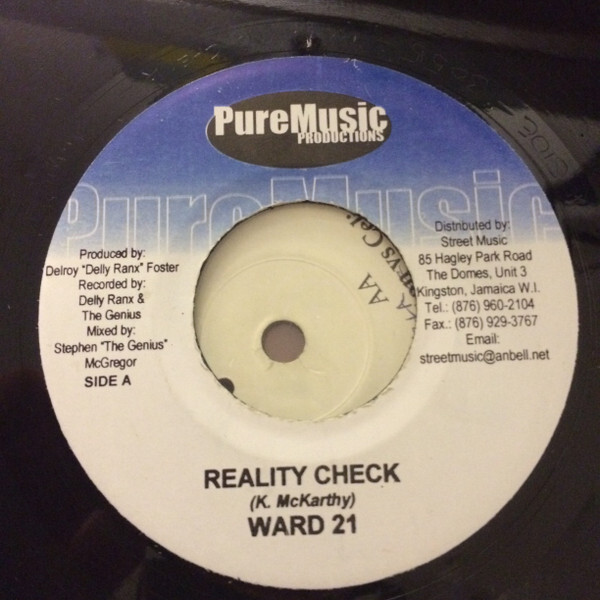 PureMusic
PRODUCTIONS
PureMusic
Produced by:
Delroy "Delly Ranx" Foster
Recorded by:
Delly Ranx &
The Genius
Mixed by:
Stephen "The Genius"
McGregor
SIDE A
Distributed by:
Street Music
85 Hagley Park Road
The Domes, Unit 3
Kingston, Jamaica W.I.
Tel.: (876) 960-2104
Fax.: (876) 929-3767
Email:
streetmusic@anbell.net
AA
REALITY CHECK
(K. McKarthy)
WARD 21